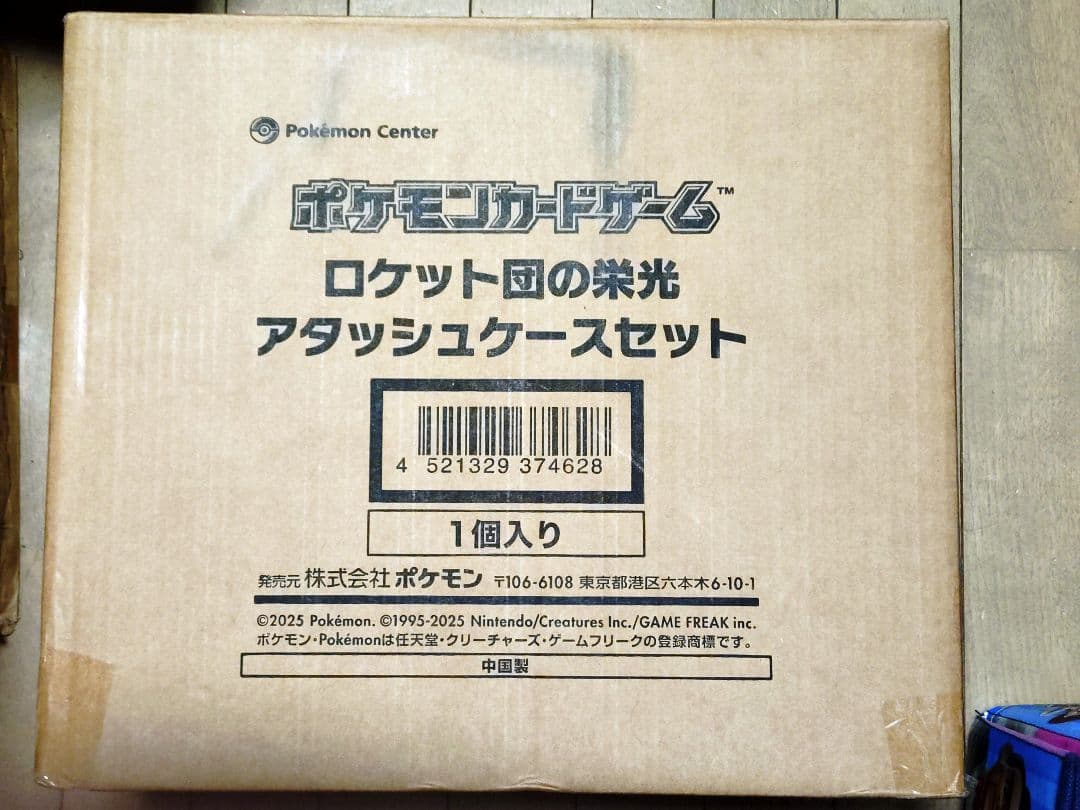 Pokémon Center
ポケモンカードゲーム™
ロケット団の栄光
アタッシュケースセット
4 521329 374628
1個入り
発売元 株式会社 ポケモン 〒106-6108 東京都港区六本木6-10-1
©2025 Pokémon. ©1995-2025 Nintendo/Creatures Inc./GAME FREAK inc.
ポケモン・Pokémonは任天堂・クリーチャーズ・ゲームフリークの登録商標です。
中国製